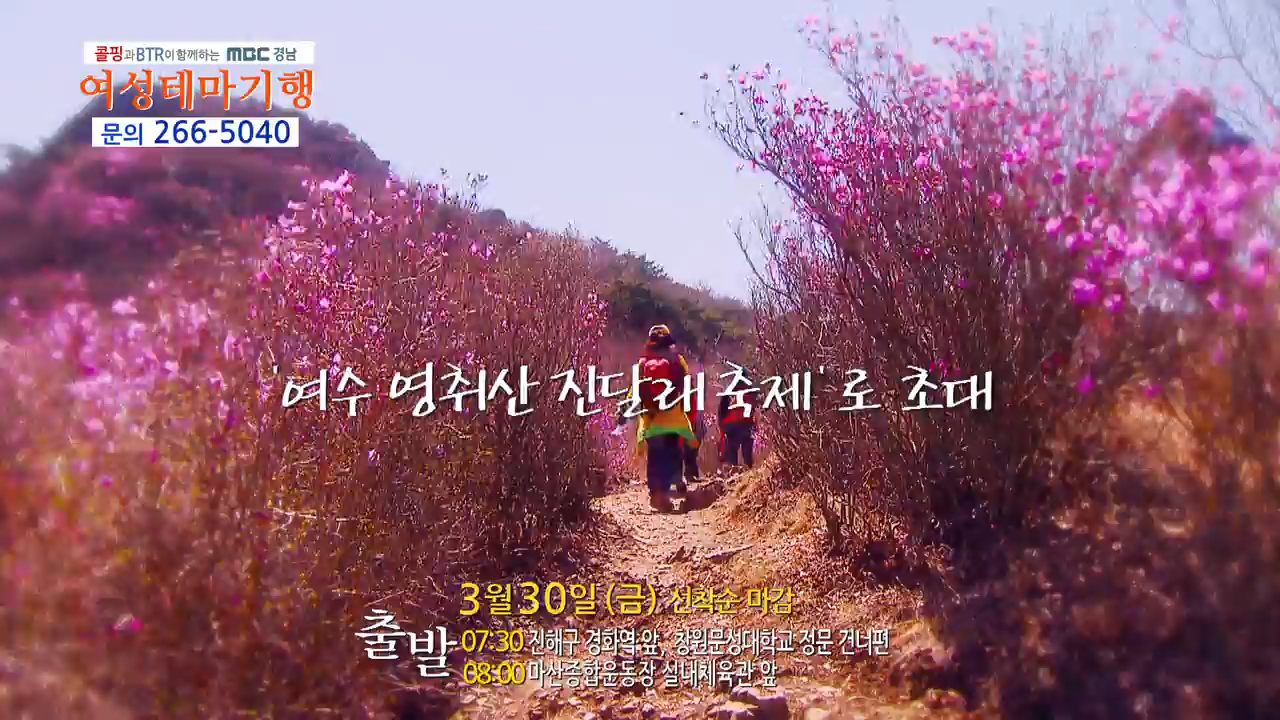 콜핑과 BTR이 함께하는 MBC 경남
여성테마기행
문의 266-5040
'여수 영취산 진달래 축제'로 초대
3월 30일 (금) 선착순 마감
출발
07:30 진해구 경화역 앞, 창원문성대학교 정문 건너편
08:00 마산종합운동장 실내체육관 앞